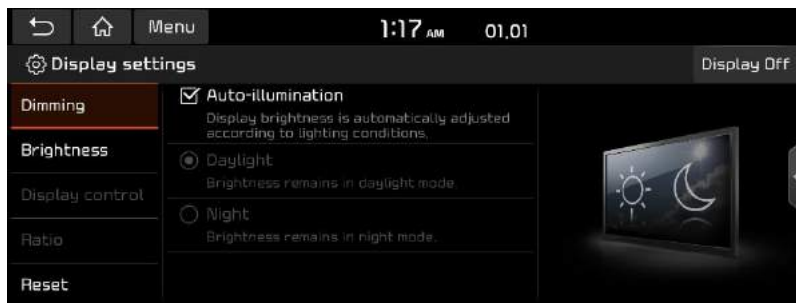 Menu 1:17 AM 01.01
Display settings Display Off
Dimming
Auto-illumination
Display brightness is automatically adjusted
according to lighting conditions.
Brightness
Daylight
Brightness remains in daylight mode.
Display control
Night
Brightness remains in night mode.
Ratio
Reset